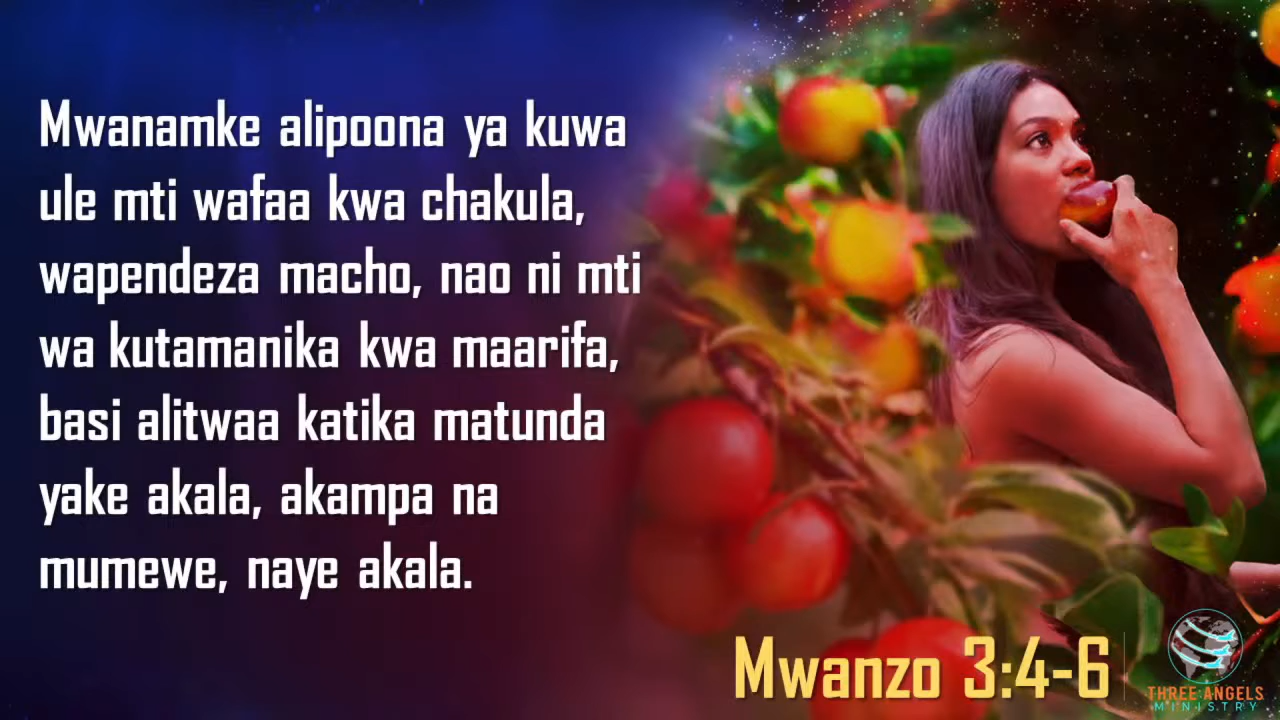 Mwanamke alipoona ya kuwa
ule mti wafaa kwa chakula,
wapendeza macho, nao ni mti
wa kutamanika kwa maarifa,
basi alitwaa katika matunda
yake akala, akampa na
mumewe, naye akala.
Mwanzo 3:4-6
THREE ANGELS
MINISTRY